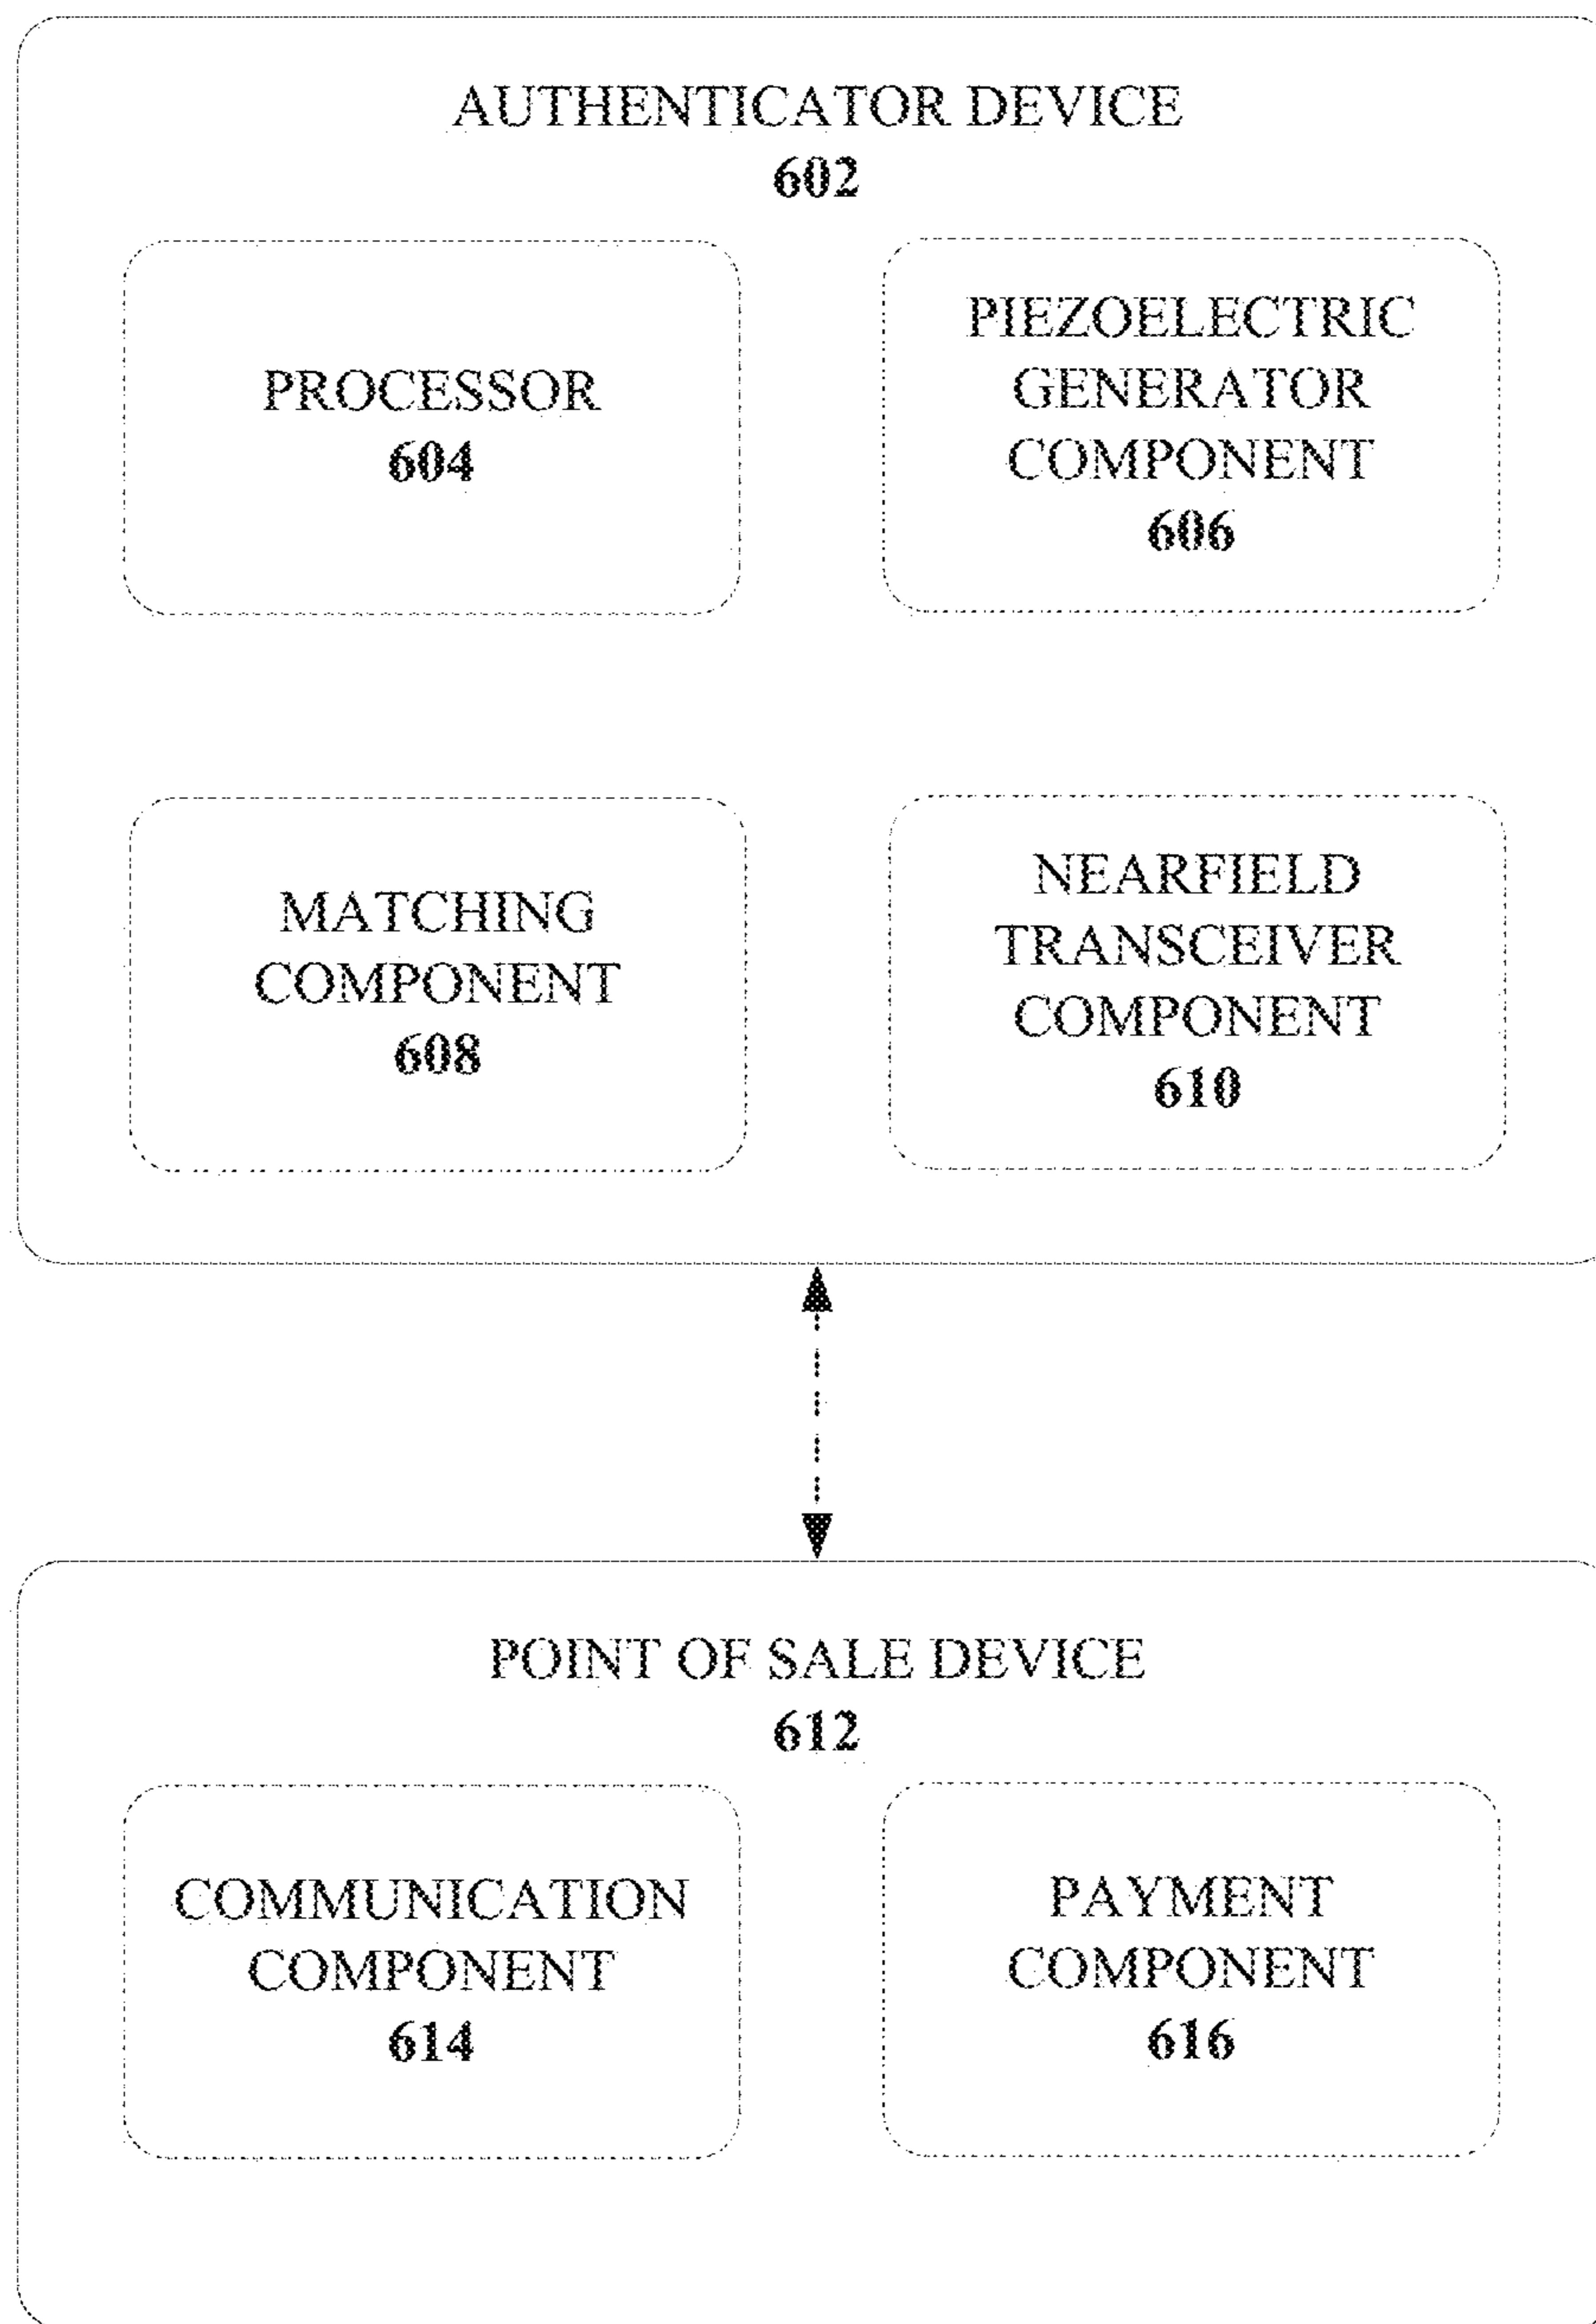 AUTHENTICATOR DEVICE
602
PROCESSOR
604
PIEZOELECTRIC
GENERATOR
COMPONENT
606
MATCHING
COMPONENT
608
NEARFIELD
TRANSCEIVER
COMPONENT
610
POINT OF SALE DEVICE
612
COMMUNICATION
COMPONENT
614
PAYMENT
COMPONENT
616